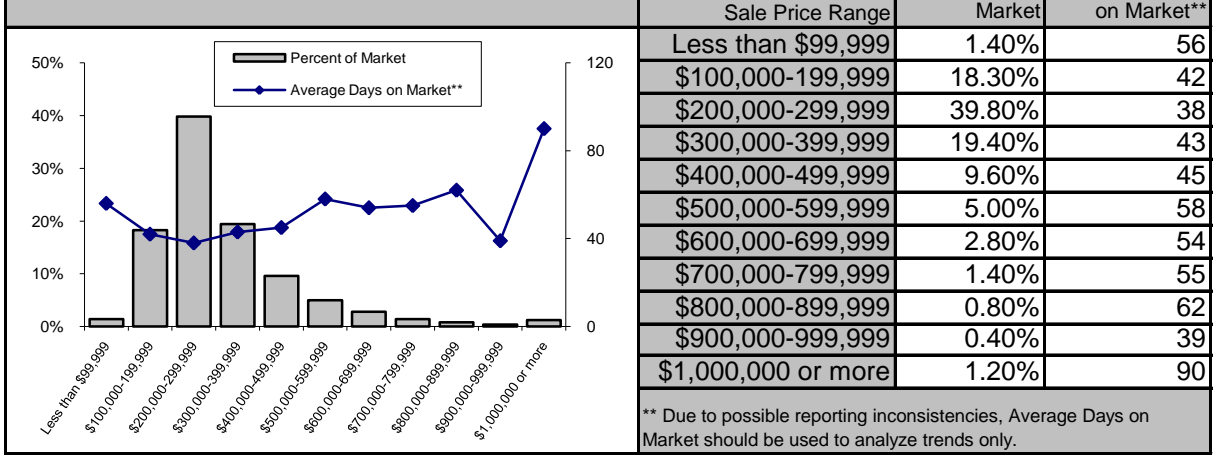 Percent of Market
Average Days on Market**
50%
40%
30%
20%
10%
0%
120
80
40
0
Less than $99,999
$100,000-199,999
$200,000-299,999
$300,000-399,999
$400,000-499,999
$500,000-599,999
$600,000-699,999
$700,000-799,999
$800,000-899,999
$900,000-999,999
$1,000,000 or more
Sale Price Range Market on Market**
Less than $99,999 1.40% 56
$100,000-199,999 18.30% 42
$200,000-299,999 39.80% 38
$300,000-399,999 19.40% 43
$400,000-499,999 9.60% 45
$500,000-599,999 5.00% 58
$600,000-699,999 2.80% 54
$700,000-799,999 1.40% 55
$800,000-899,999 0.80% 62
$900,000-999,999 0.40% 39
$1,000,000 or more 1.20% 90
** Due to possible reporting inconsistencies, Average Days on
Market should be used to analyze trends only.